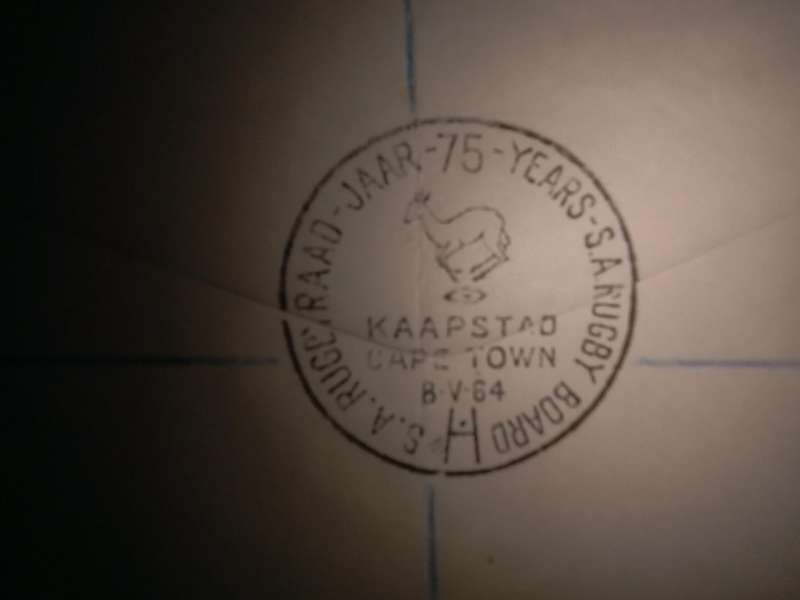 S.A. RUGBYRAAD-JAAR-75-YEARS-S.A. RUGBY BOARD
KAAPSTAD
CAPE TOWN
8·V·64